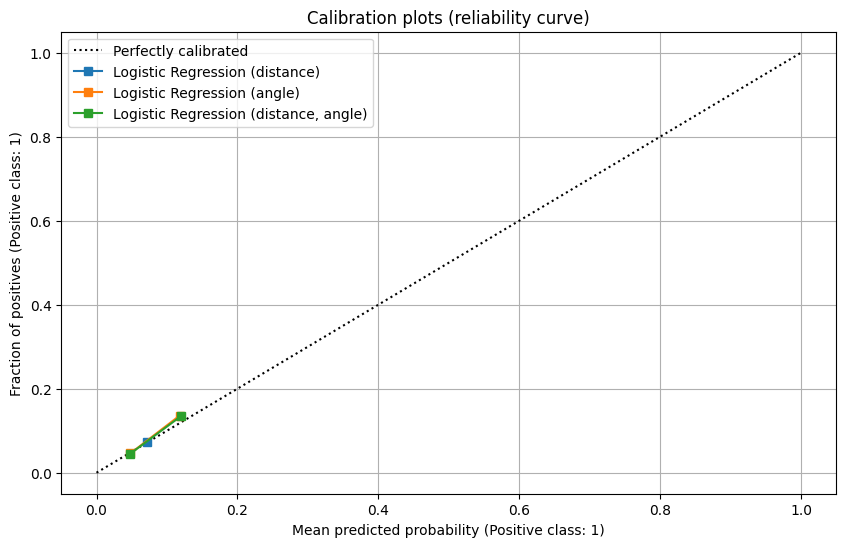 Calibration plots (reliability curve)
Perfectly calibrated
Logistic Regression (distance)
Logistic Regression (angle)
Logistic Regression (distance, angle)
Fraction of positives (Positive class: 1)
1.0
0.8
0.6
0.4
0.2
0.0
0.0 0.2 0.4 0.6 0.8 1.0
Mean predicted probability (Positive class: 1)